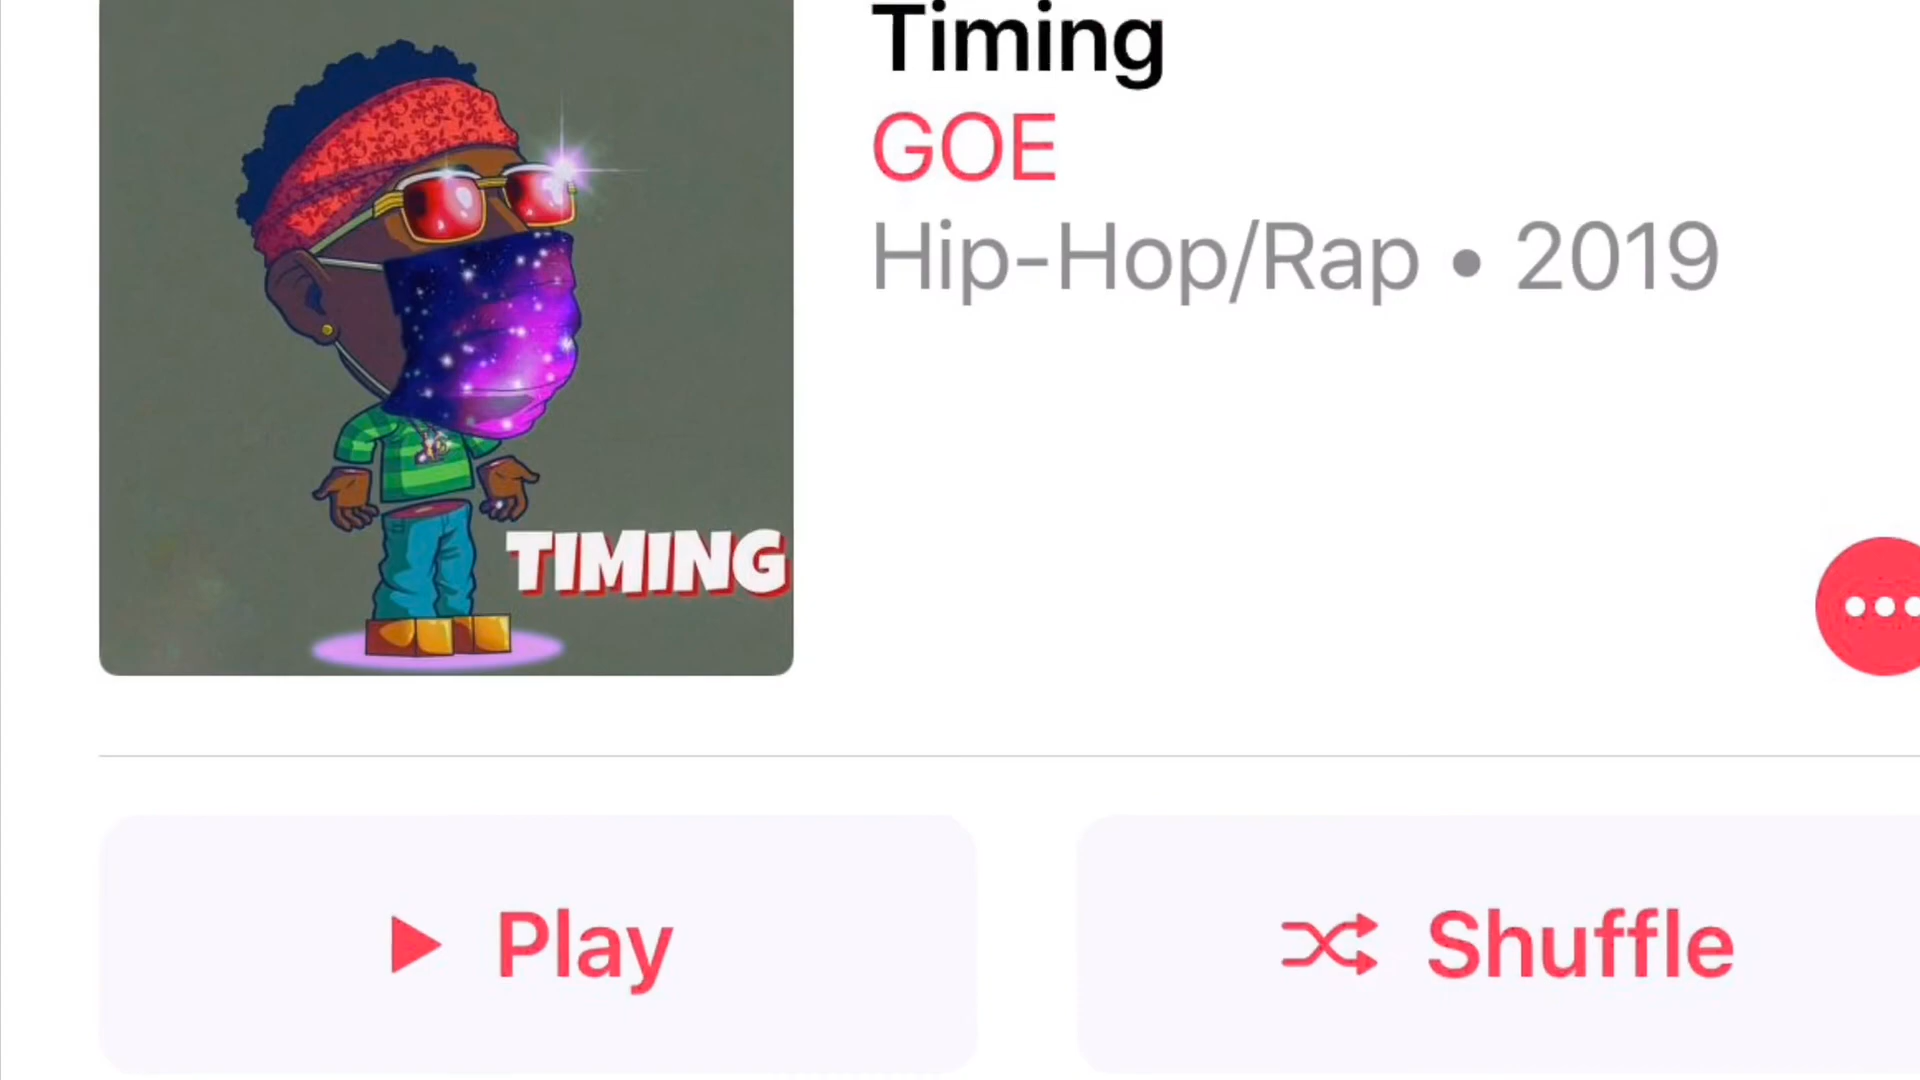 Timing
GOE
Hip-Hop/Rap • 2019
TIMING
Play
Shuffle